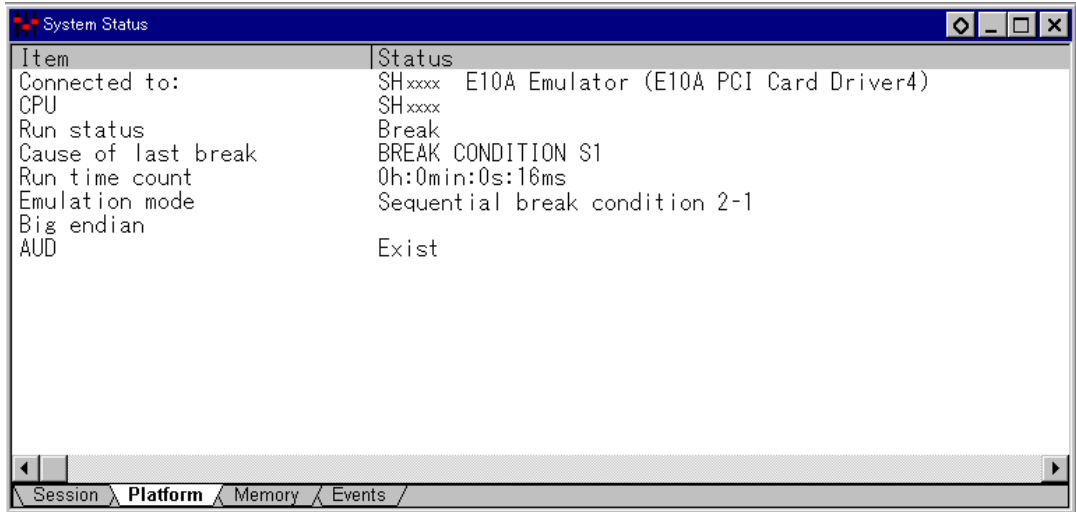 System Status
Item Status
Connected to: SHxxxx E10A Emulator (E10A PCI Card Driver4)
CPU SHxxxx
Run status Break
Cause of last break BREAK CONDITION S1
Run time count 0h:0min:0s:16ms
Emulation mode Sequential break condition 2-1
Big endian
AUD Exist
Session Platform Memory Events